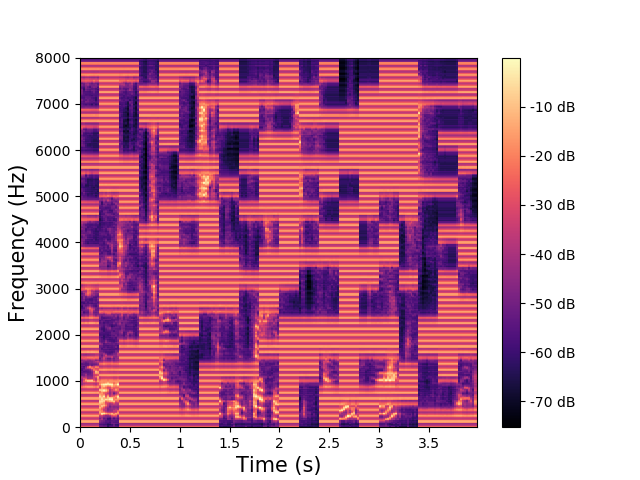 8000
7000
6000
5000
4000
3000
2000
1000
0
Frequency (Hz)
0
0.5
1
1.5
2
2.5
3
3.5
Time (s)
-10 dB
-20 dB
-30 dB
-40 dB
-50 dB
-60 dB
-70 dB